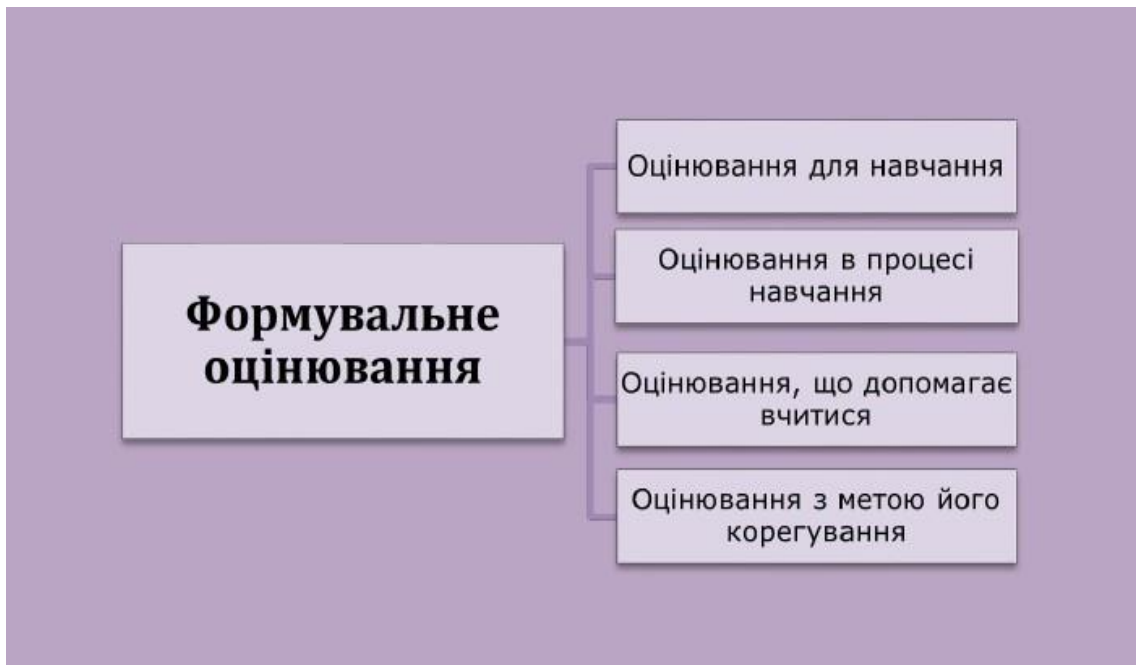 Формувальне
оцінювання
Оцінювання для навчання
Оцінювання в процесі
навчання
Оцінювання, що допомагає
вчитися
Оцінювання з метою його
корегування